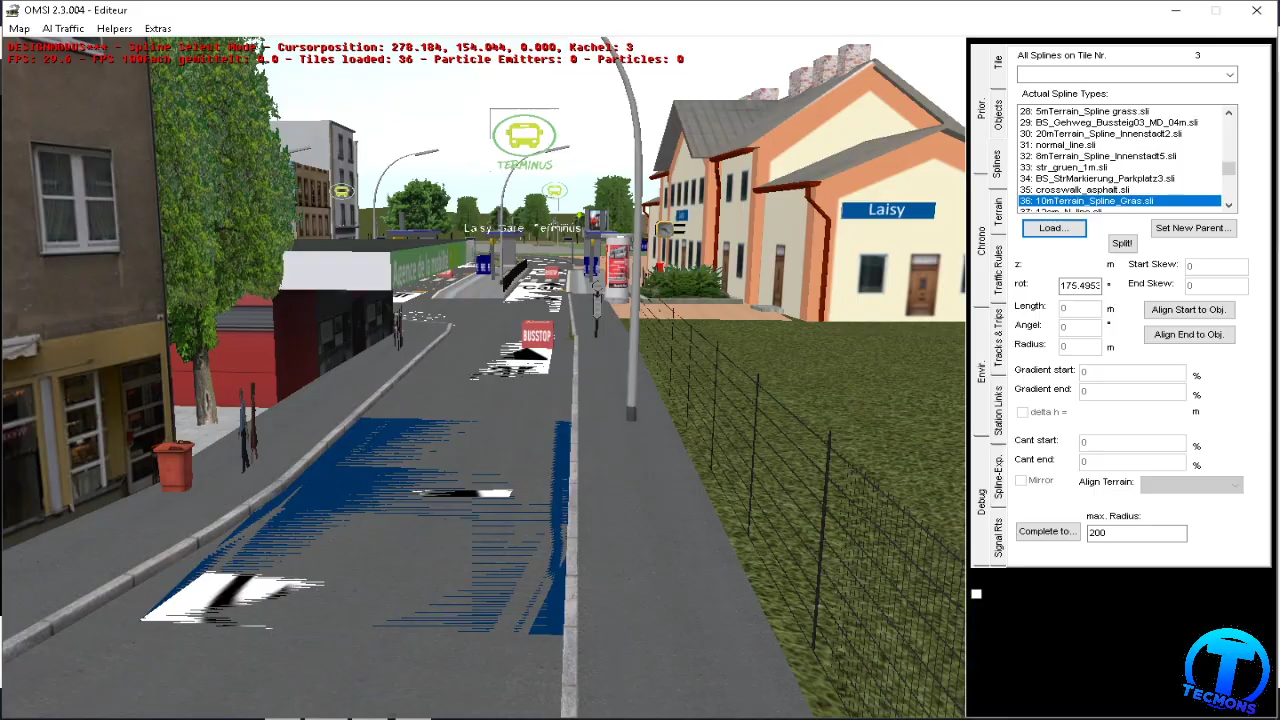 OMSI 2.3.004 - Editeur
Map AI Traffic Helpers Extras
- Spline Select Mode - Cursorposition: 278.184, 154.044, 0.000, Kachel: 3
FPS: 29.6 - FPS 100fach gemittelt: 0.0 - Tiles loaded: 36 - Particle Emitters: 0 - Particles: 0
TERMINUS
Laisy Gare Terminus
Laisy
BUSSTOP
All Splines on Tile Nr. 3
Actual Spline Types:
28: 5mTerrain_Spline grass.sli
29: BS_Gehweg_Bussteig03_MD_04m.sli
30: 20mTerrain_Spline_Innenstadt2.sli
31: normal_line.sli
32: 8mTerrain_Spline_Innenstadt5.sli
33: str_gruen_1m.sli
34: BS_StrMarkierung_Parkplatz3.sli
35: crosswalk_asphalt.sli
36: 10mTerrain_Spline_Gras.sli
Load...
Set New Parent...
Split!
z: m Start Skew: 0
rot: 175.4953 ° End Skew: 0
Length: 0 m Align Start to Obj.
Angel: 0 ° Align End to Obj.
Radius: 0 m
Gradient start: 0 %
Gradient end: 0 %
delta h = m
Cant start: 0 %
Cant end: 0 %
Mirror Align Terrain:
max. Radius:
Complete to... 200
Tile
Objects
Splines
Terrain
Traffic Rules
Tracks & Trips
Station Links
Spline-Exp.
Signal Rts
Prior.
Chrono
Envir.
Debug
T
TECMONS